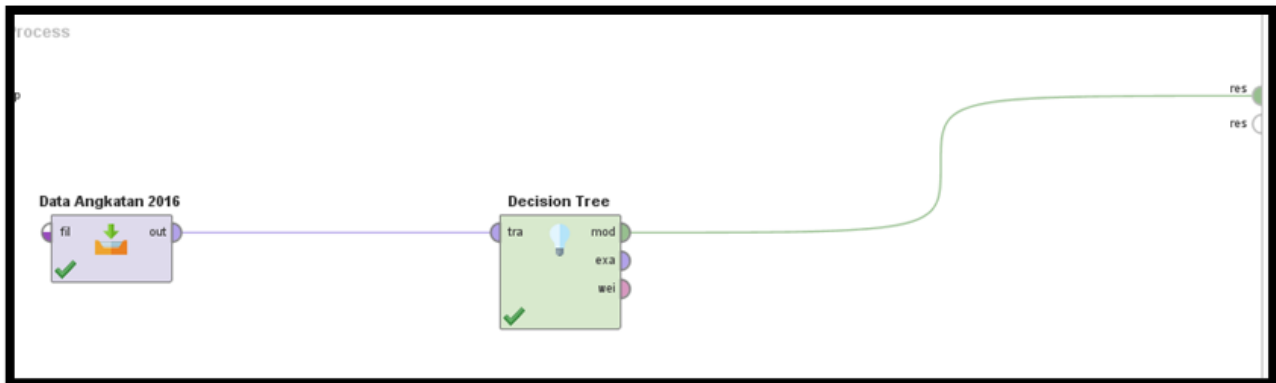 rocess
p
res
res
Data Angkatan 2016
fil
out
Decision Tree
tra
mod
exa
wei